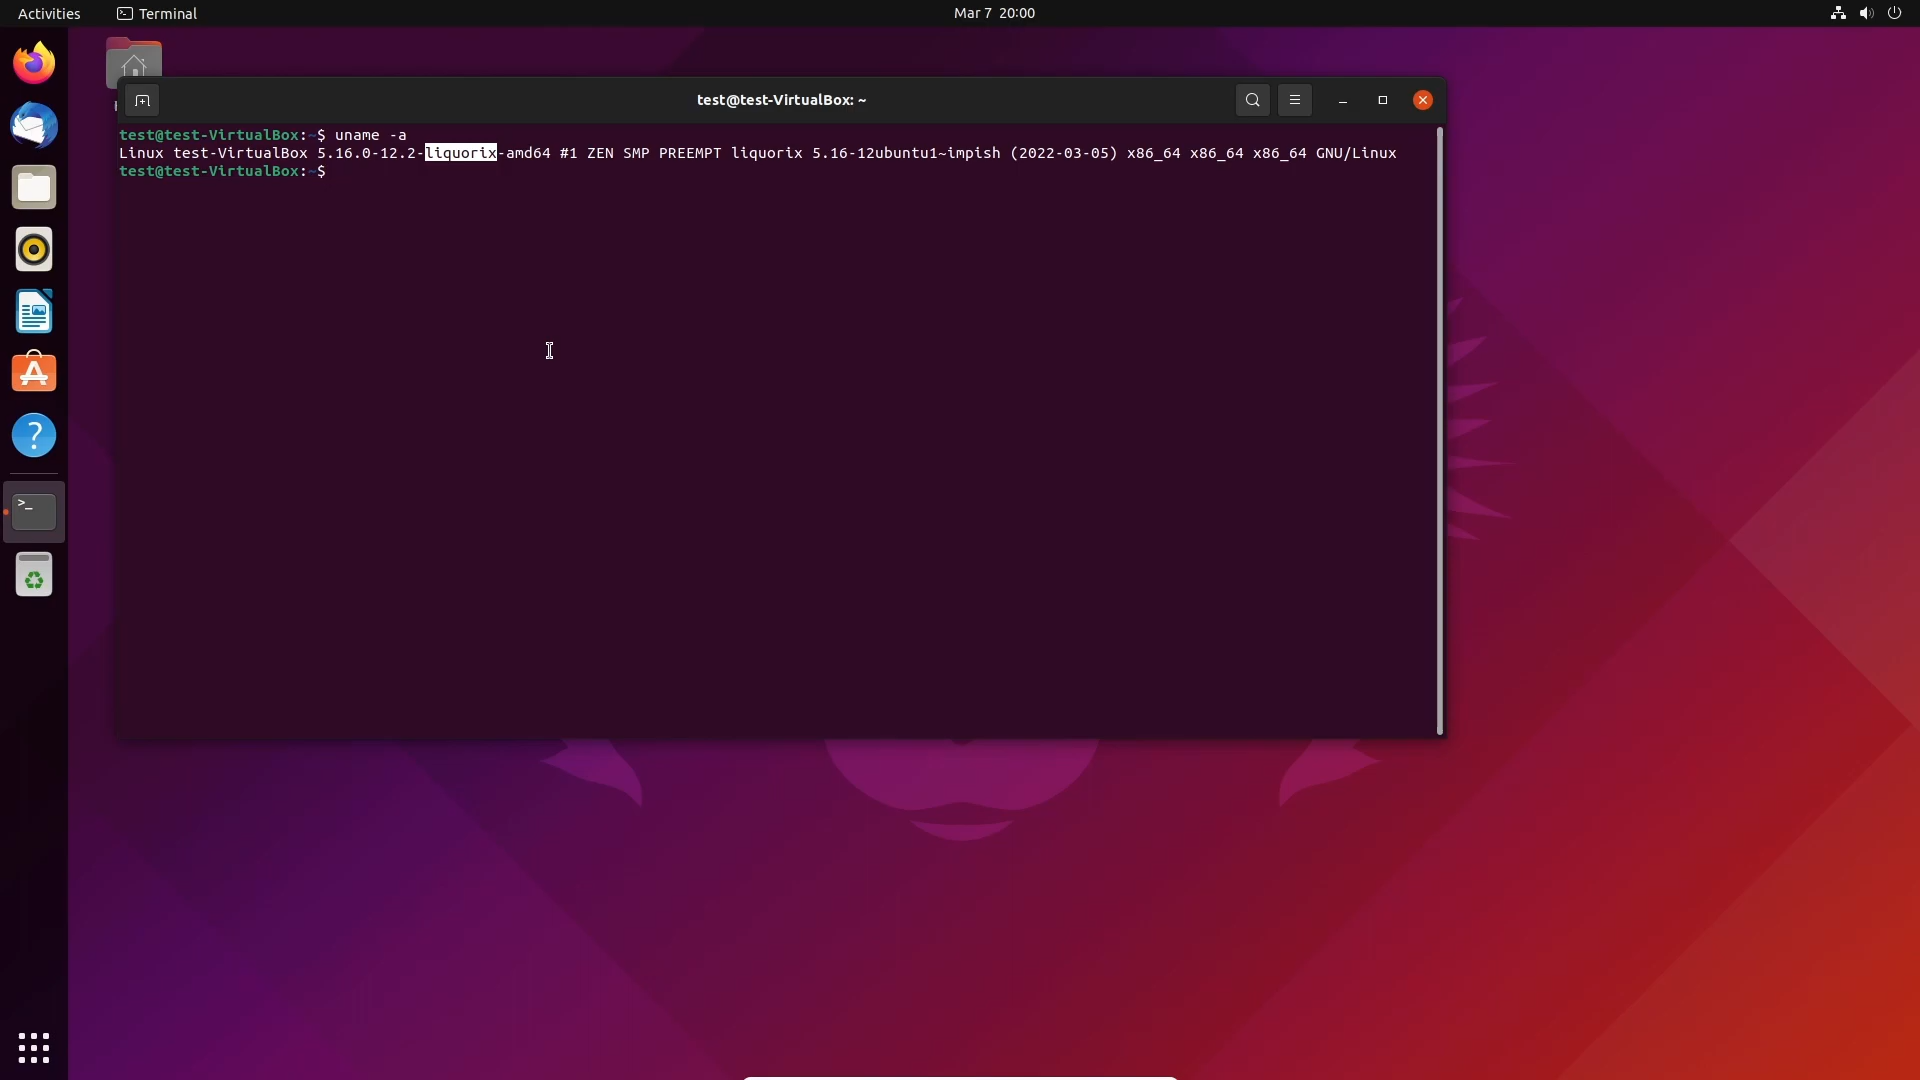 Activities Terminal Mar 7 20:00
test@test-VirtualBox: ~
test@test-VirtualBox:~$ uname -a
Linux test-VirtualBox 5.16.0-12.2-liquorix-amd64 #1 ZEN SMP PREEMPT liquorix 5.16-12ubuntu1~impish (2022-03-05) x86_64 x86_64 x86_64 GNU/Linux
test@test-VirtualBox:~$